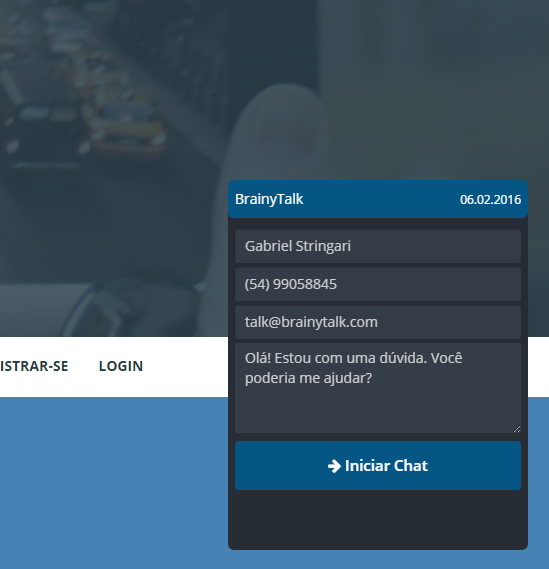 BrainyTalk 06.02.2016
Gabriel Stringari
(54) 99058845
talk@brainytalk.com
ISTRAR-SE LOGIN
Olá! Estou com uma dúvida. Você
poderia me ajudar?
Iniciar Chat